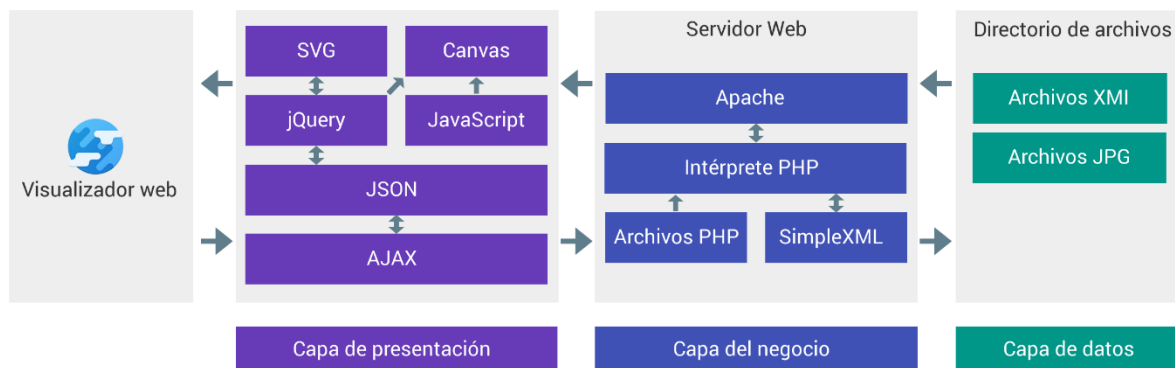 Visualizador web
SVG
Canvas
jQuery
JavaScript
JSON
AJAX
Capa de presentación
Servidor Web
Apache
Intérprete PHP
Archivos PHP
SimpleXML
Capa del negocio
Directorio de archivos
Archivos XMI
Archivos JPG
Capa de datos